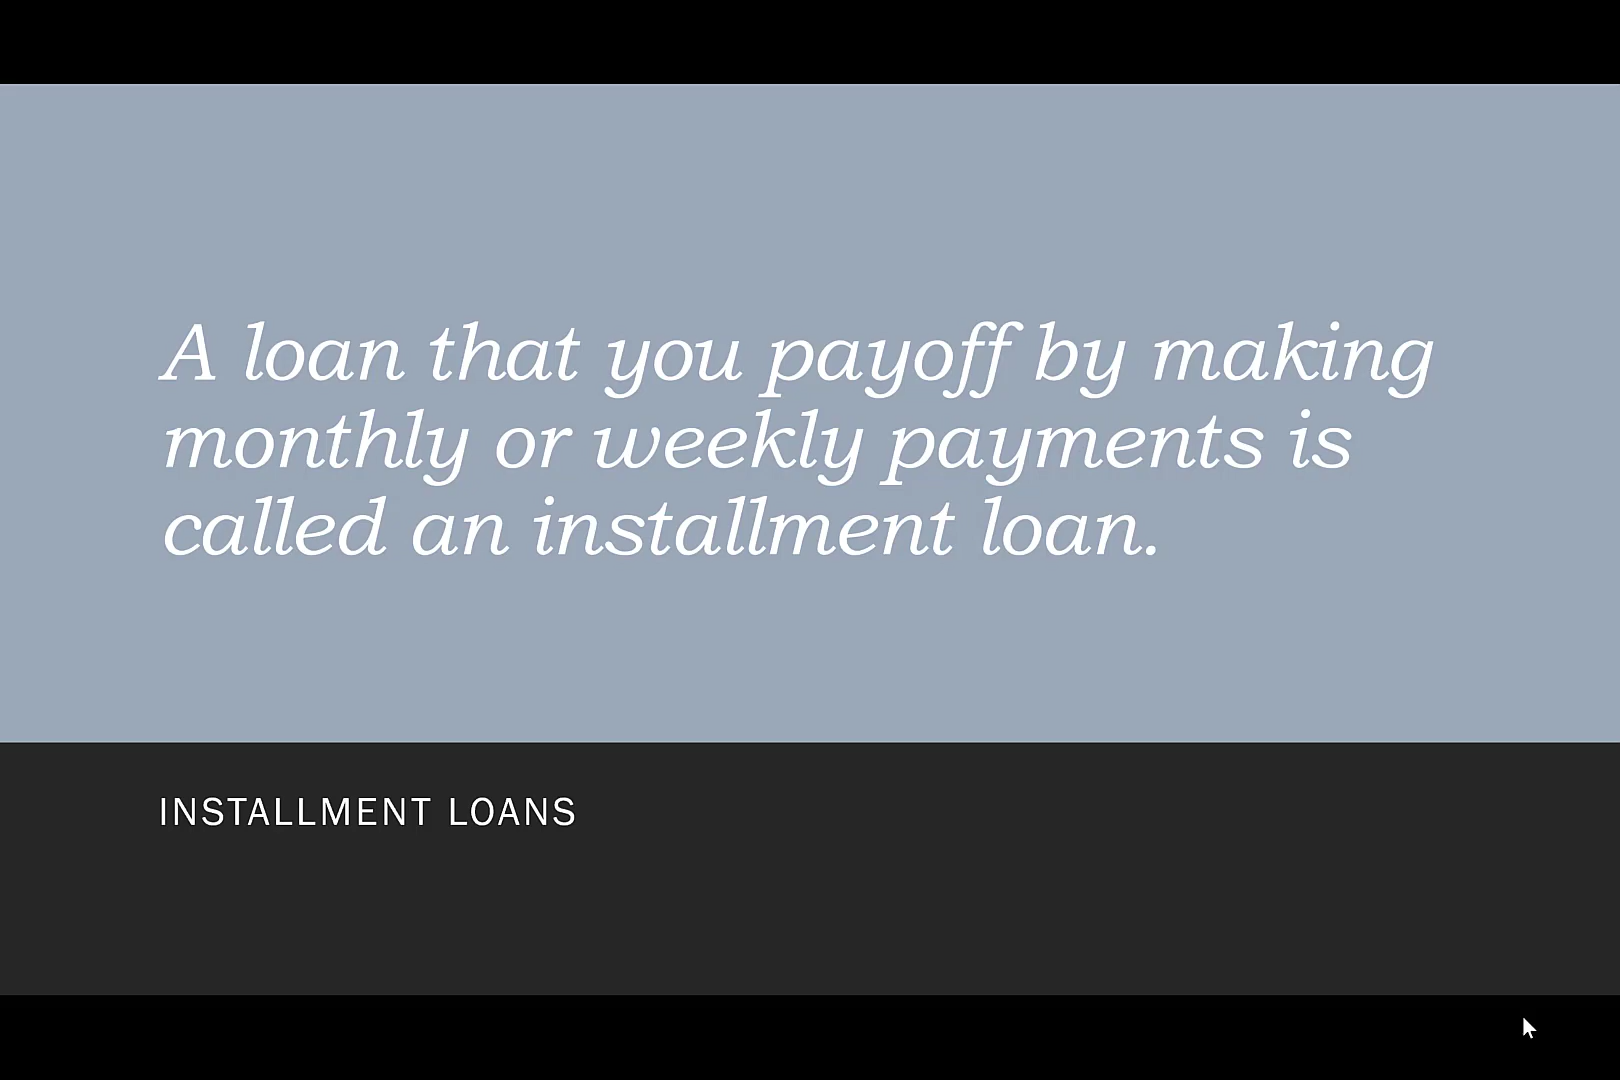 A loan that you payoff by making
monthly or weekly payments is
called an installment loan.
INSTALLMENT LOANS